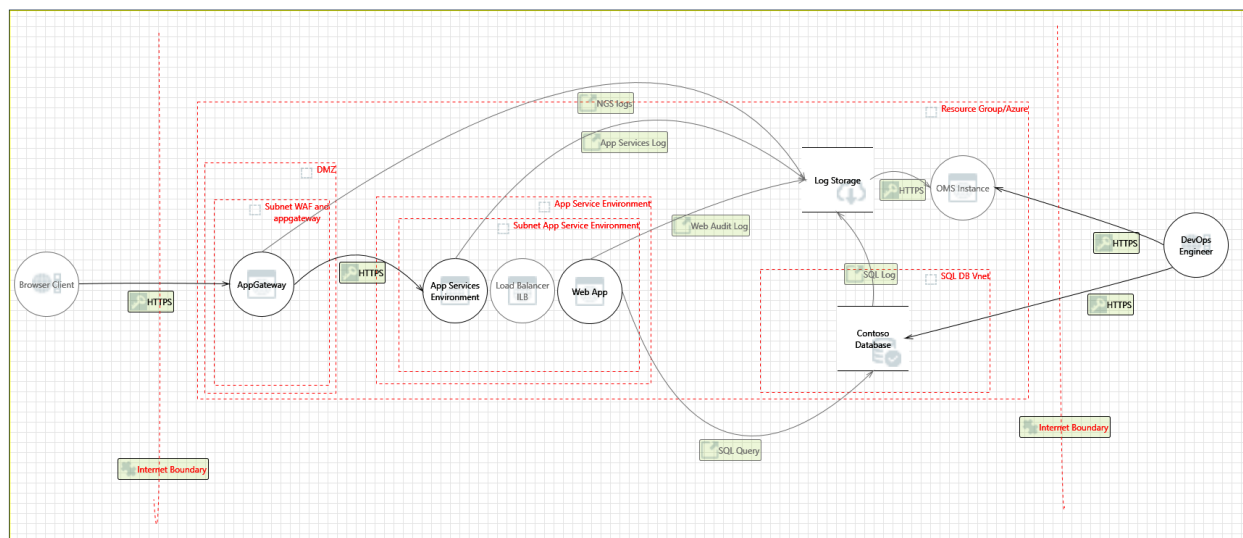 NGS logs
Resource Group/Azure
App Services Log
DMZ
Log Storage
HTTPS
OMS Instance
Subnet WAF and
appgateway
App Service Environment
Subnet App Service Environment
Web Audit Log
HTTPS
DevOps
Engineer
Browser Client
HTTPS
AppGateway
HTTPS
App Services
Environment
Load Balancer
ILB
Web App
SQL Log
SQL DB Vnet
HTTPS
Contoso
Database
Internet Boundary
SQL Query
Internet Boundary